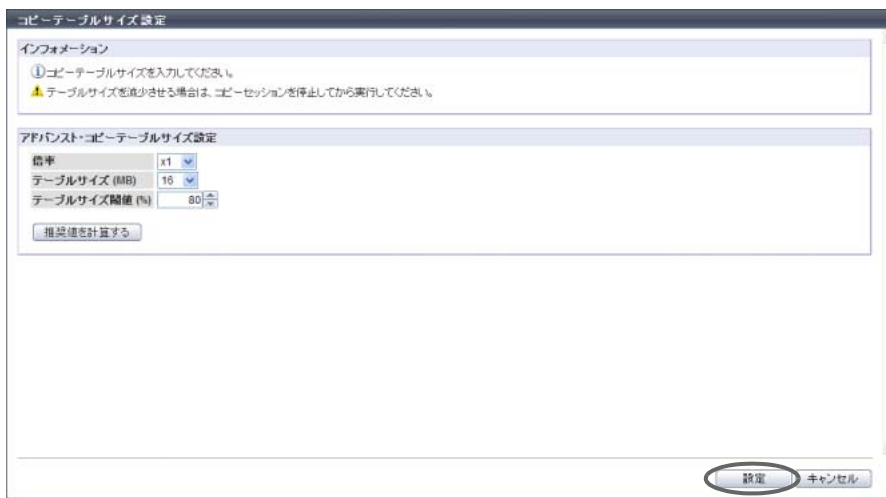 コピーテーブルサイズ設定
インフォメーション
コピーテーブルサイズを入力してください。
テーブルサイズを減少させる場合は、コピーセッションを停止してから実行してください。
アドバンスト・コピーテーブルサイズ設定
倍率 x1
テーブルサイズ (MB) 16
テーブルサイズ閾値 (%) 80
推奨値を計算する
設定 キャンセル